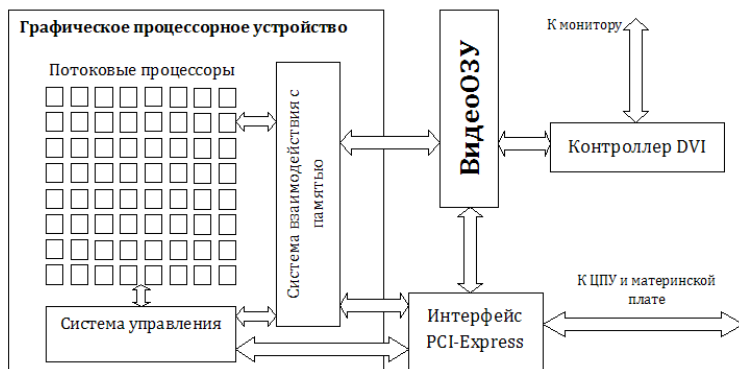 Графическое процессорное устройство
Потоковые процессоры
Система взаимодействия с
памятью
Система управления
ВидеоОЗУ
К монитору
Контроллер DVI
Интерфейс
PCI-Express
К ЦПУ и материнской
плате